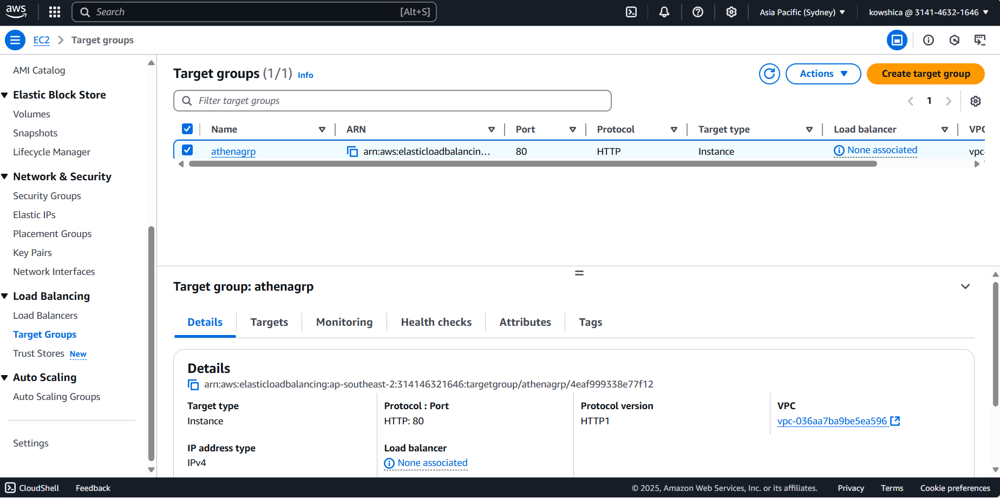 aws
Search
[Alt+S]
Asia Pacific (Sydney)
kowshica @ 3141-4632-1646
EC2
Target groups
AMI Catalog
Elastic Block Store
Volumes
Snapshots
Lifecycle Manager
Network & Security
Security Groups
Elastic IPs
Placement Groups
Key Pairs
Network Interfaces
Load Balancing
Load Balancers
Target Groups
Trust Stores New
Auto Scaling
Auto Scaling Groups
Settings
Target groups (1/1) Info
Actions
Create target group
Filter target groups
1
Name ARN Port Protocol Target type Load balancer VPC
athenagrp arn:aws:elasticloadbalancin... 80 HTTP Instance None associated vpc-
Target group: athenagrp
Details Targets Monitoring Health checks Attributes Tags
Details
arn:aws:elasticloadbalancing:ap-southeast-2:314146321646:targetgroup/athenagrp/4eaf999338e77f12
Target type
Instance
Protocol : Port
HTTP: 80
Protocol version
HTTP1
VPC
vpc-036aa7ba9be5ea596
IP address type
IPv4
Load balancer
None associated
CloudShell Feedback © 2025, Amazon Web Services, Inc. or its affiliates. Privacy Terms Cookie preferences